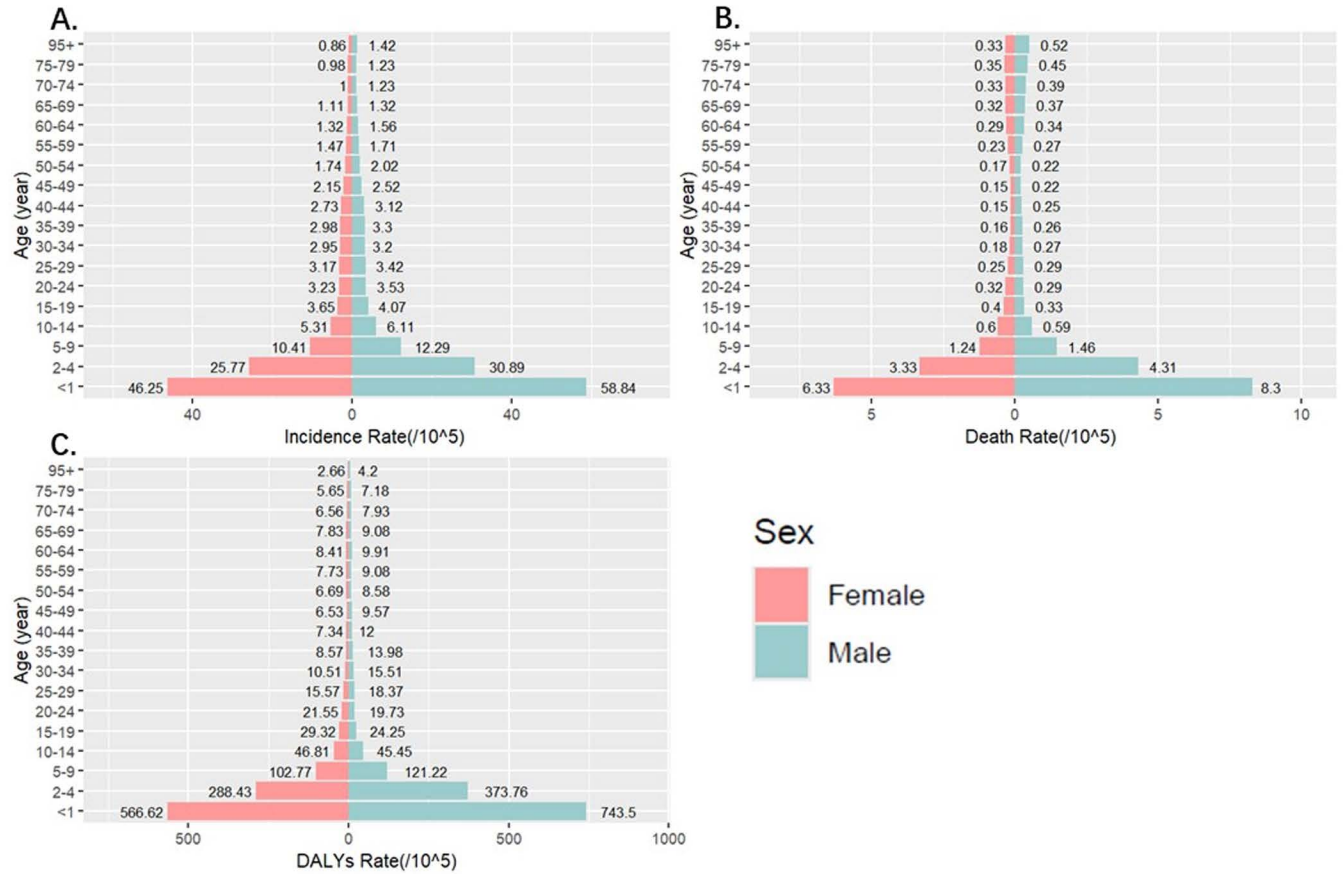 A.
Age (year)
95+ 0.86 1.42
75-79 0.98 1.23
70-74 1 1.23
65-69 1.11 1.32
60-64 1.32 1.56
55-59 1.47 1.71
50-54 1.74 2.02
45-49 2.15 2.52
40-44 2.73 3.12
35-39 2.98 3.3
30-34 2.95 3.2
25-29 3.17 3.42
20-24 3.23 3.53
15-19 3.65 4.07
10-14 5.31 6.11
5-9 10.41 12.29
2-4 25.77 30.89
<1 46.25 58.84
40 0 40
Incidence Rate(/10^5)
B.
Age (year)
95+ 0.33 0.52
75-79 0.35 0.45
70-74 0.33 0.39
65-69 0.32 0.37
60-64 0.29 0.34
55-59 0.23 0.27
50-54 0.17 0.22
45-49 0.15 0.22
40-44 0.15 0.25
35-39 0.16 0.26
30-34 0.18 0.27
25-29 0.25 0.29
20-24 0.32 0.29
15-19 0.4 0.33
10-14 0.6 0.59
5-9 1.24 1.46
2-4 3.33 4.31
<1 6.33 8.3
5 0 5 10
Death Rate(/10^5)
C.
Age (year)
95+ 2.66 4.2
75-79 5.65 7.18
70-74 6.56 7.93
65-69 7.83 9.08
60-64 8.41 9.91
55-59 7.73 9.08
50-54 6.69 8.58
45-49 6.53 9.57
40-44 7.34 12
35-39 8.57 13.98
30-34 10.51 15.51
25-29 15.57 18.37
20-24 21.55 19.73
15-19 29.32 24.25
10-14 46.81 45.45
5-9 102.77 121.22
2-4 288.43 373.76
<1 566.62 743.5
500 0 500 1000
DALYs Rate(/10^5)
Sex
Female
Male